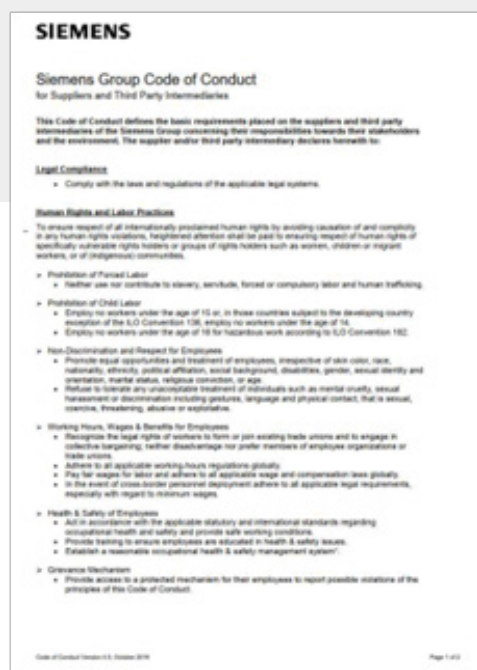 SIEMENS
Siemens Group Code of Conduct
for Suppliers and Third Party Intermediaries
This Code of Conduct defines the basic requirements placed on the suppliers and third party
intermediaries of the Siemens Group concerning their responsibilities towards their stakeholders
and the environment. The supplier and/or third party intermediary declares herewith to:
Legal Compliance
• Comply with the laws and regulations of the applicable legal systems.
Human Rights and Labor Practices
To ensure respect of all internationally proclaimed human rights by avoiding causation of and complicity
in any human rights violations, heightened attention shall be paid to ensuring respect of human rights of
specifically vulnerable rights holders or groups of rights holders such as women, children or migrant
workers, or of (indigenous) communities.
➢ Prohibition of Forced Labor
• Neither use nor contribute to slavery, servitude, forced or compulsory labor and human trafficking.
➢ Prohibition of Child Labor
• Employ no workers under the age of 15 or, in those countries subject to the developing country
exception of the ILO Convention 138, employ no workers under the age of 14.
• Employ no workers under the age of 18 for hazardous work according to ILO Convention 182.
➢ Non-Discrimination and Respect for Employees
• Promote equal opportunities and treatment of employees, irrespective of skin color, race,
nationality, ethnicity, political affiliation, social background, disabilities, gender, sexual identity and
orientation, marital status, religious conviction, or age.
• Refuse to tolerate any unacceptable treatment of individuals such as mental cruelty, sexual
harassment or discrimination including gestures, language and physical contact, that is sexual,
coercive, threatening, abusive or exploitative.
➢ Working Hours, Wages & Benefits for Employees
• Recognize the legal rights of workers to form or join existing trade unions and to engage in
collective bargaining; neither disadvantage nor prefer members of employee organizations or
trade unions.
• Adhere to all applicable working-hours regulations globally.
• Pay fair wages for labor and adhere to all applicable wage and compensation laws globally.
• In the event of cross-border personnel deployment adhere to all applicable legal requirements,
especially with regard to minimum wages.
➢ Health & Safety of Employees
• Act in accordance with the applicable statutory and international standards regarding
occupational health and safety and provide safe working conditions.
• Provide training to ensure employees are educated in health & safety issues.
• Establish a reasonable occupational health & safety management system¹.
➢ Grievance Mechanism
• Provide access to a protected mechanism for their employees to report possible violations of the
principles of this Code of Conduct.
Code of Conduct Version 5.0, October 2019
Page 1 of 2